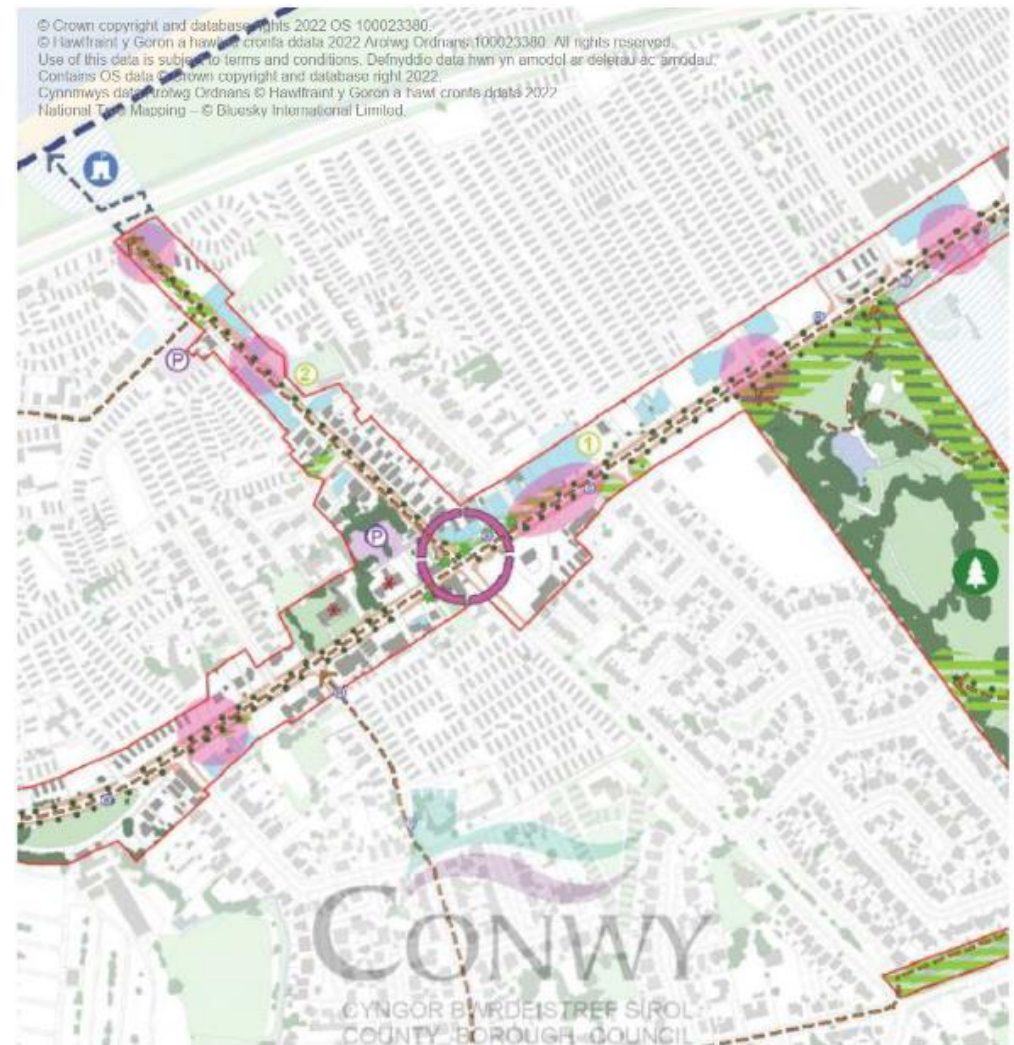 © Crown copyright and database rights 2022 OS 100023380.
© Hawlfraint y Goron a hawliau cronfa ddata 2022 Arolwg Ordnans 100023380. All rights reserved.
Use of this data is subject to terms and conditions. Defnyddio data hwn yn amodol ar delerau ac amodau.
Contains OS data © Crown copyright and database right 2022.
Cynnwys data Arolwg Ordnans © Hawlfraint y Goron a hawl cronfa ddata 2022
National Tree Mapping – © Bluesky International Limited.
2
P
1
P
CONWY
CYNGOR BWRDEISTREF SIROL
COUNTY BOROUGH COUNCIL